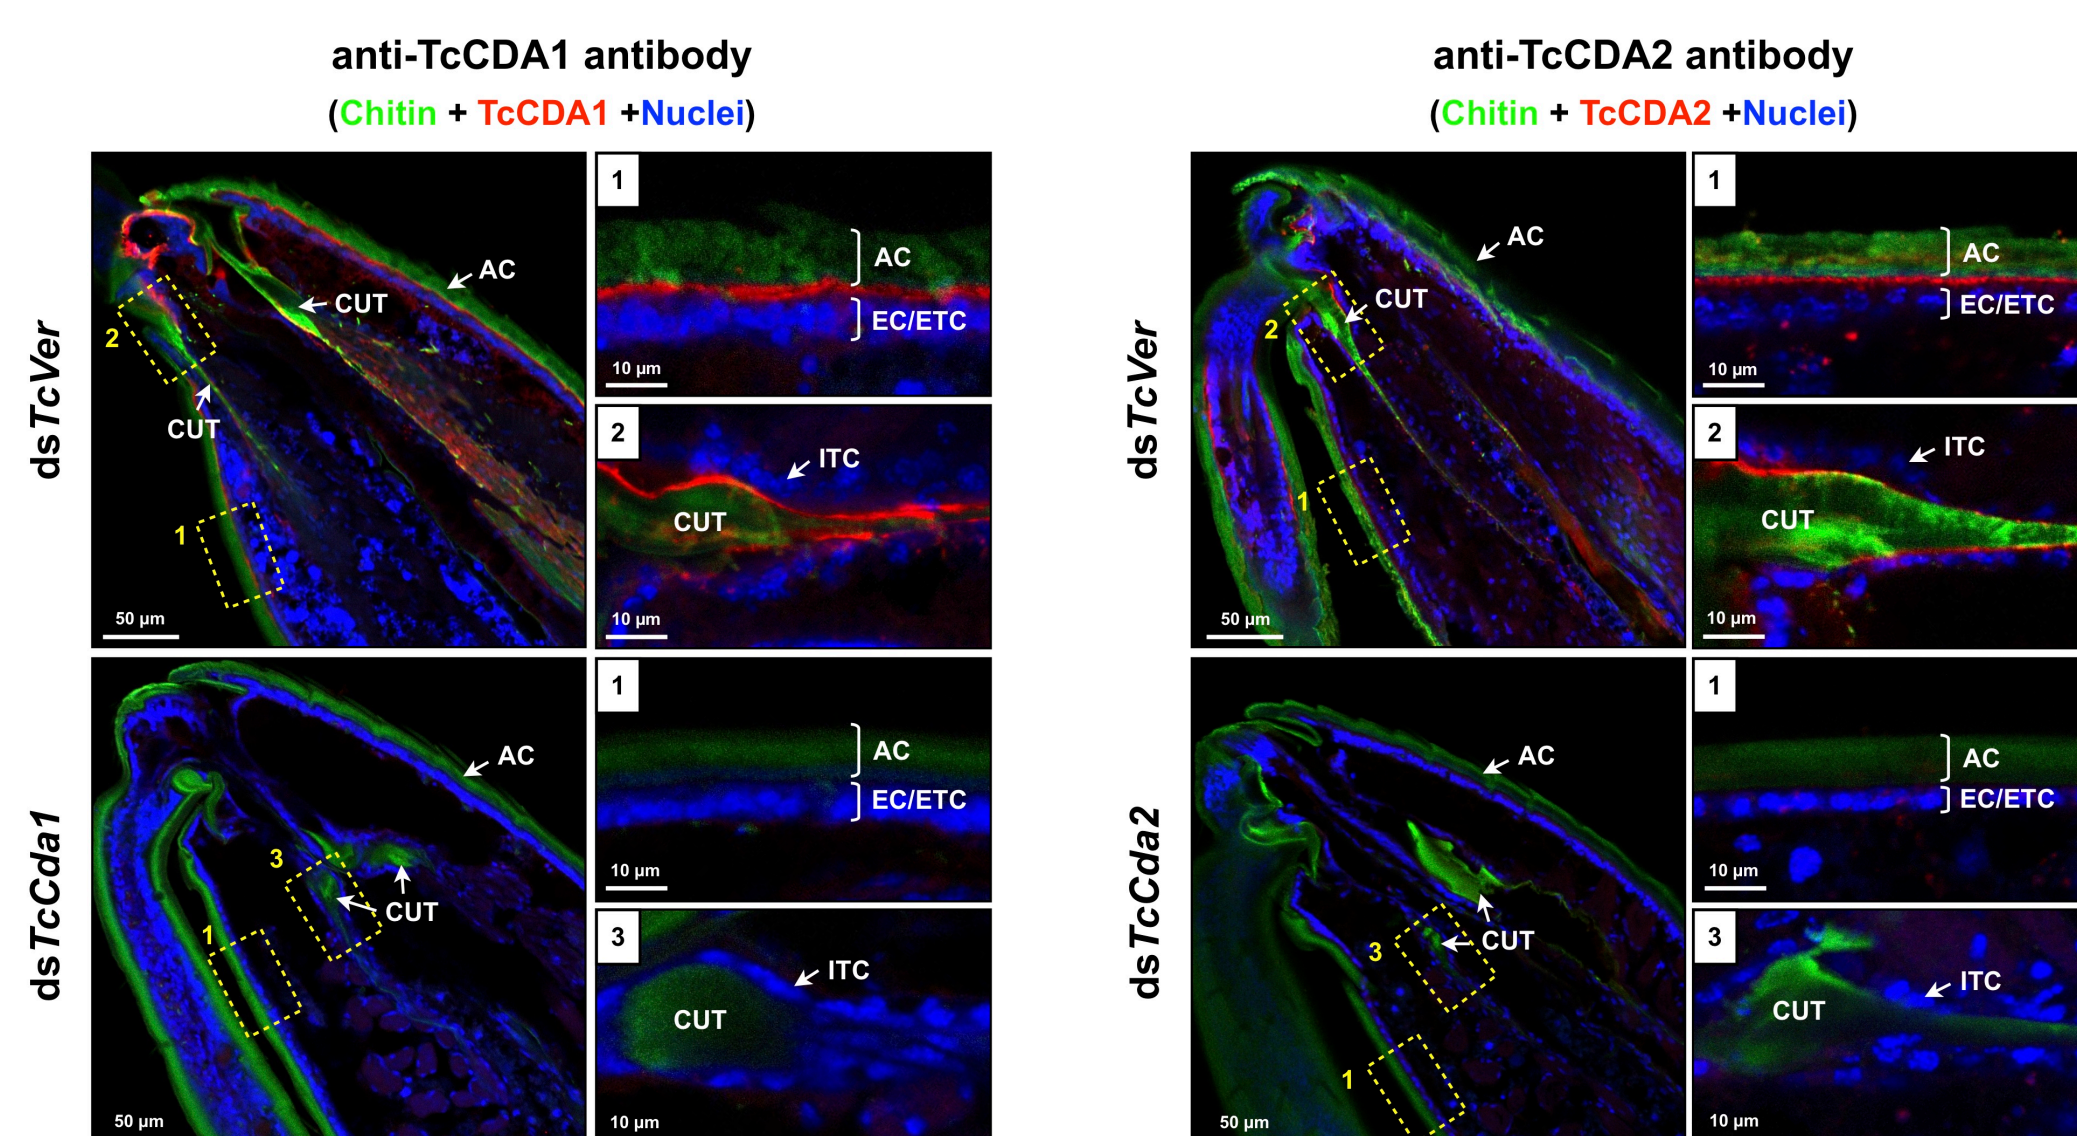 anti-TcCDA1 antibody
(Chitin + TcCDA1 +Nuclei)
dsTcVer
AC
CUT
2
CUT
1
50 µm
1
AC
EC/ETC
10 µm
2
ITC
CUT
10 µm
dsTcCda1
AC
3
CUT
1
50 µm
1
AC
EC/ETC
10 µm
3
ITC
CUT
10 µm
anti-TcCDA2 antibody
(Chitin + TcCDA2 +Nuclei)
dsTcVer
AC
CUT
2
1
50 µm
1
AC
EC/ETC
10 µm
2
ITC
CUT
10 µm
dsTcCda2
AC
CUT
3
1
50 µm
1
AC
EC/ETC
10 µm
3
ITC
CUT
10 µm